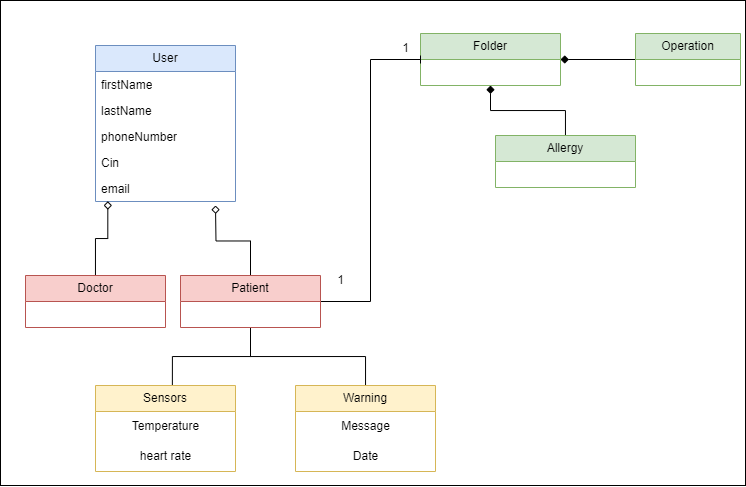 User
firstName
lastName
phoneNumber
Cin
email
1
Folder
Operation
Allergy
Doctor
Patient
1
Sensors
Temperature
heart rate
Warning
Message
Date